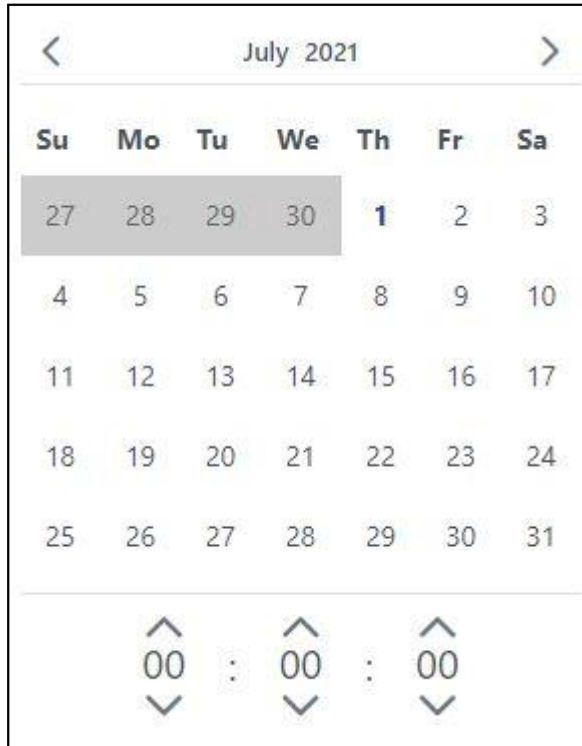 July 2021
Su Mo Tu We Th Fr Sa
27 28 29 30 1 2 3
4 5 6 7 8 9 10
11 12 13 14 15 16 17
18 19 20 21 22 23 24
25 26 27 28 29 30 31
00 : 00 : 00